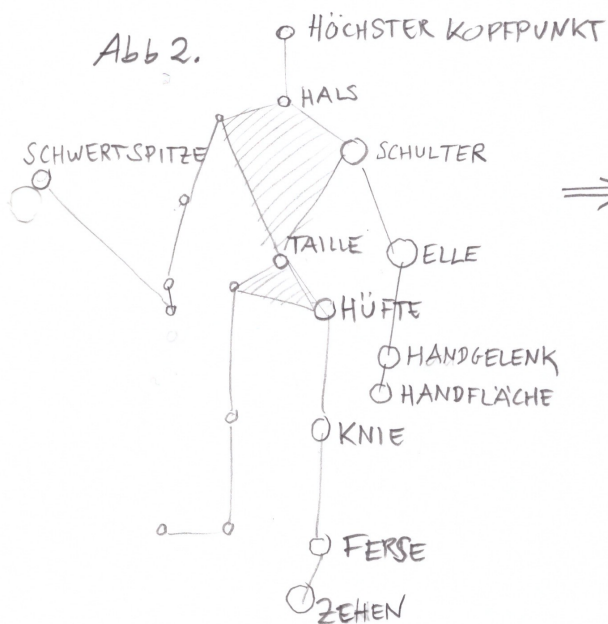 Abb 2.
HÖCHSTER KOPFPUNKT
HALS
SCHWERTSPITZE
SCHULTER
TAILLE
ELLE
HÜFTE
HANDGELENK
HANDFLÄCHE
KNIE
FERSE
ZEHEN